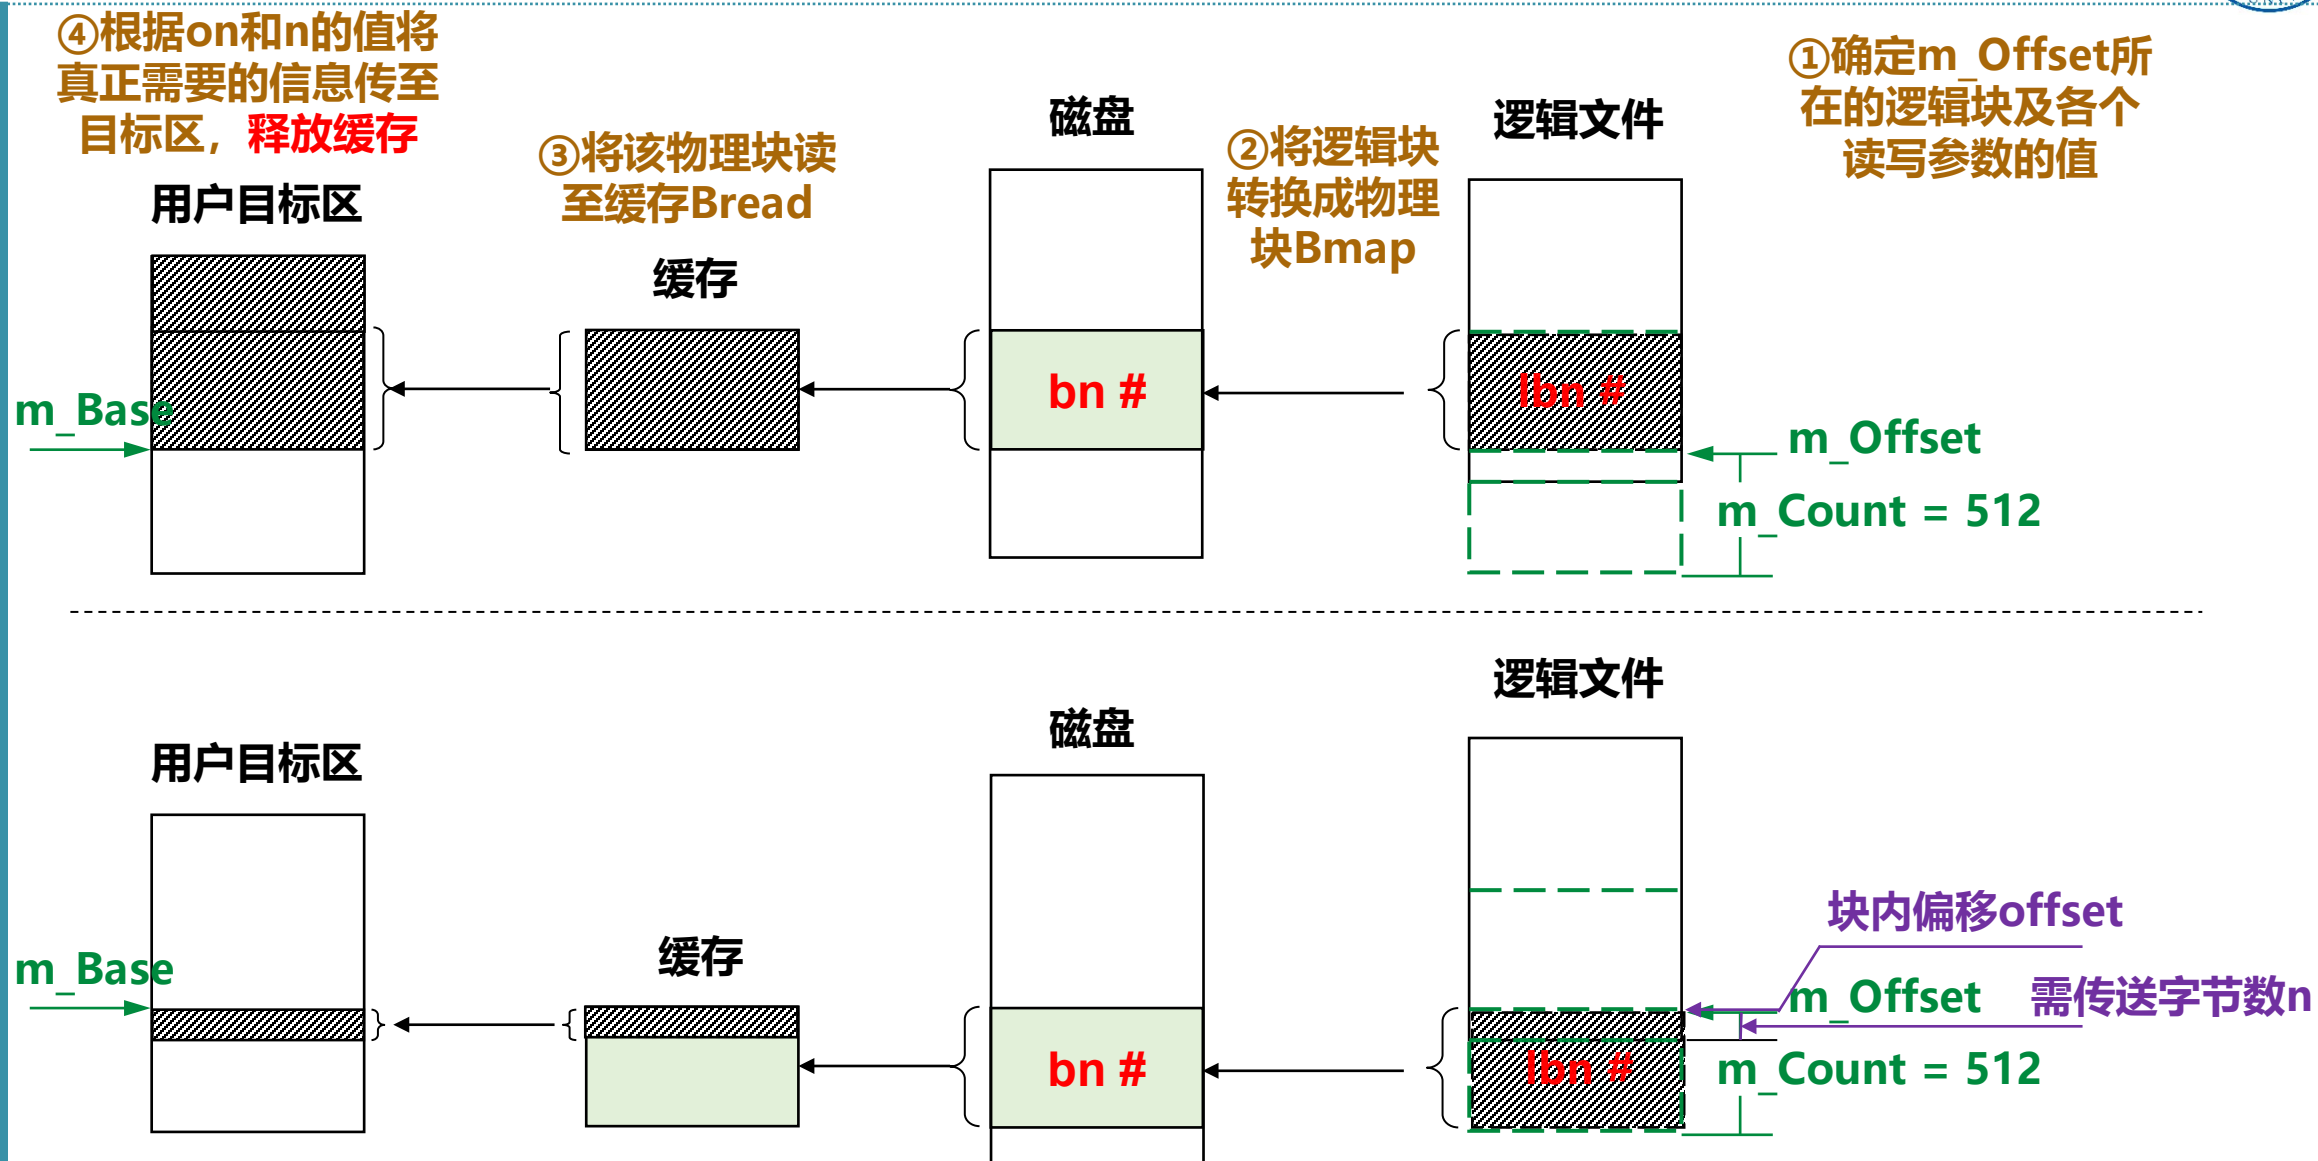 ④根据on和n的值将
真正需要的信息传至
目标区，释放缓存
③将该物理块读
至缓存Bread
磁盘
②将逻辑块
转换成物理
块Bmap
逻辑文件
①确定m_Offset所
在的逻辑块及各个
读写参数的值
用户目标区
缓存
m_Base
bn #
lbn #
m_Offset
m_Count = 512
逻辑文件
磁盘
用户目标区
缓存
块内偏移offset
m_Base
m_Offset
需传送字节数n
bn #
lbn #
m_Count = 512